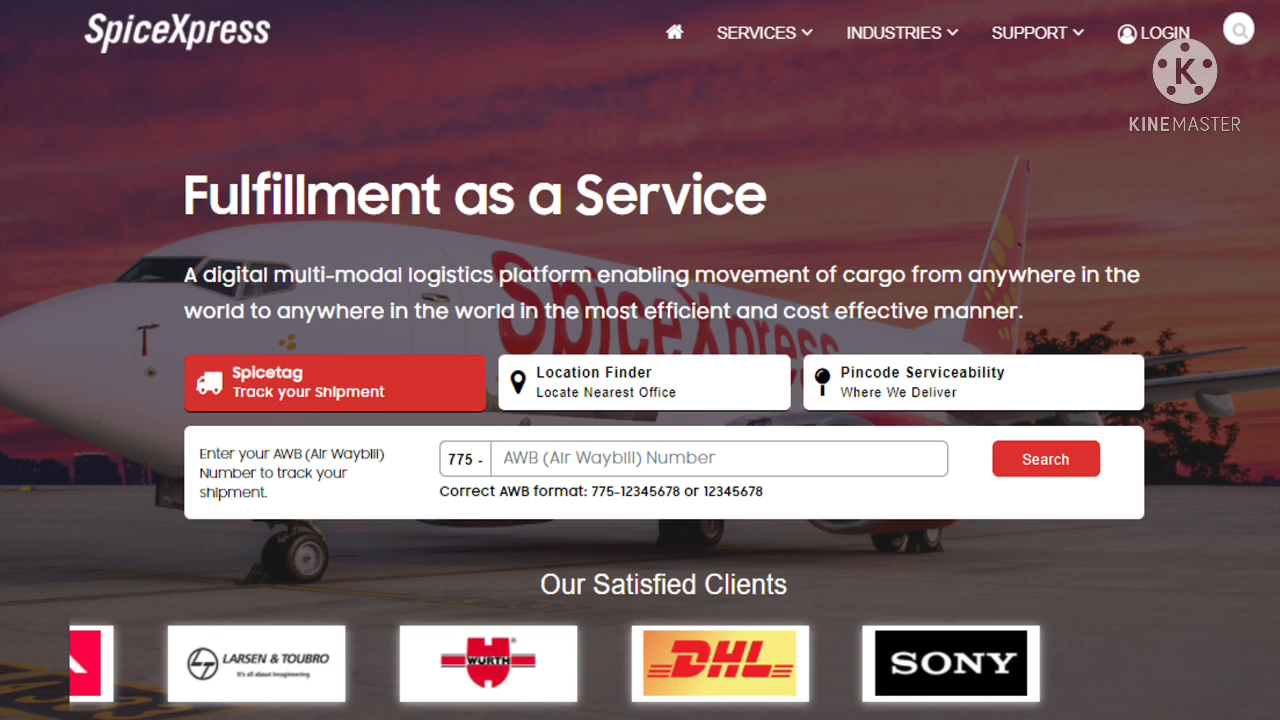 SpiceXpress
SERVICES
INDUSTRIES
SUPPORT
LOGIN
K
KINEMASTER
Fulfillment as a Service
A digital multi-modal logistics platform enabling movement of cargo from anywhere in the
world to anywhere in the world in the most efficient and cost effective manner.
SpiceXpress
Spicetag
Track your Shipment
Location Finder
Locate Nearest Office
Pincode Serviceability
Where We Deliver
Enter your AWB (Air Waybill)
Number to track your
shipment.
775 -
AWB (Air Waybill) Number
Search
Correct AWB format: 775-12345678 or 12345678
Our Satisfied Clients
LARSEN & TOUBRO
It's all about Imagineering
WURTH
DHL
SONY